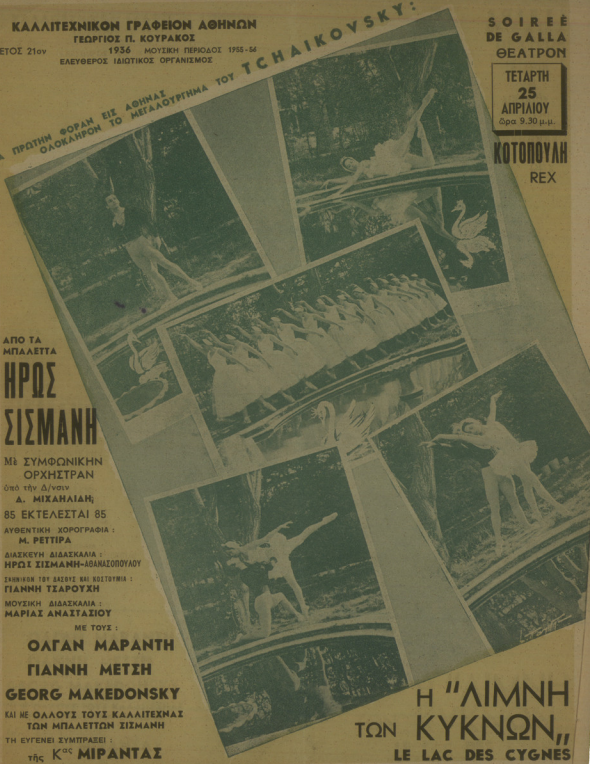 ΚΑΛΛΙΤΕΧΝΙΚΟΝ ΓΡΑΦΕΙΟΝ ΑΘΗΝΩΝ
ΓΕΩΡΓΙΟΣ Π. ΚΟΥΡΑΚΟΣ
ΕΤΟΣ 21ον 1936 ΜΟΥΣΙΚΗ ΠΕΡΙΟΔΟΣ 1955-56
ΕΛΕΥΘΕΡΟΣ ΙΔΙΩΤΙΚΟΣ ΟΡΓΑΝΙΣΜΟΣ
SOIREÉ
DE GALLA
ΘΕΑΤΡΟΝ
ΤΕΤΑΡΤΗ
25
ΑΠΡΙΛΙΟΥ
ὥρα 9.30 μ.μ.
ΚΟΤΟΠΟΥΛΗ
REX
ΠΡΩΤΗΝ ΦΟΡΑΝ ΕΙΣ ΑΘΗΝΑΣ
ΟΛΟΚΛΗΡΟΝ ΤΟ ΜΕΓΑΛΟΥΡΓΗΜΑ ΤΟΥ TCHAIKOVSKY:
ΑΠΟ ΤΑ
ΜΠΑΛΕΤΤΑ
ΗΡΩΣ
ΣΙΣΜΑΝΗ
Μὲ ΣΥΜΦΩΝΙΚΗΝ
ΟΡΧΗΣΤΡΑΝ
ὑπὸ τὴν Δ/νσιν
Α. ΜΙΧΑΗΛΙΔΗ;
85 ΕΚΤΕΛΕΣΤΑΙ 85
ΑΥΘΕΝΤΙΚΗ ΧΟΡΟΓΡΑΦΙΑ :
Μ. ΡΕΤΤΙΡΑ
ΔΙΑΣΚΕΥΗ ΔΙΔΑΣΚΑΛΙΑ :
ΗΡΩΣ ΣΙΣΜΑΝΗ-ΑΘΑΝΑΣΟΠΟΥΛΟΥ
ΣΚΗΝΙΚΟΝ ΤΟΥ ΔΑΣΟΥΣ ΚΑΙ ΚΟΣΤΟΥΜΙΑ :
ΓΙΑΝΝΗ ΤΣΑΡΟΥΧΗ
ΜΟΥΣΙΚΗ ΔΙΔΑΣΚΑΛΙΑ :
ΜΑΡΙΑΣ ΑΝΑΣΤΑΣΙΟΥ
ΜΕ ΤΟΥΣ :
ΟΛΓΑΝ ΜΑΡΑΝΤΗ
ΓΙΑΝΝΗ ΜΕΤΣΗ
GEORG MAKEDONSKY
ΚΑΙ ΜΕ ΟΛΛΟΥΣ ΤΟΥΣ ΚΑΛΛΙΤΕΧΝΑΣ
ΤΩΝ ΜΠΑΛΕΤΤΩΝ ΣΙΣΜΑΝΗ
ΤΗ ΕΥΓΕΝΕΙ ΣΥΜΠΡΑΞΕΙ :
τῆς Κας ΜΙΡΑΝΤΑΣ
Η "ΛΙΜΝΗ
ΤΩΝ ΚΥΚΝΩΝ„
LE LAC DES CYGNES